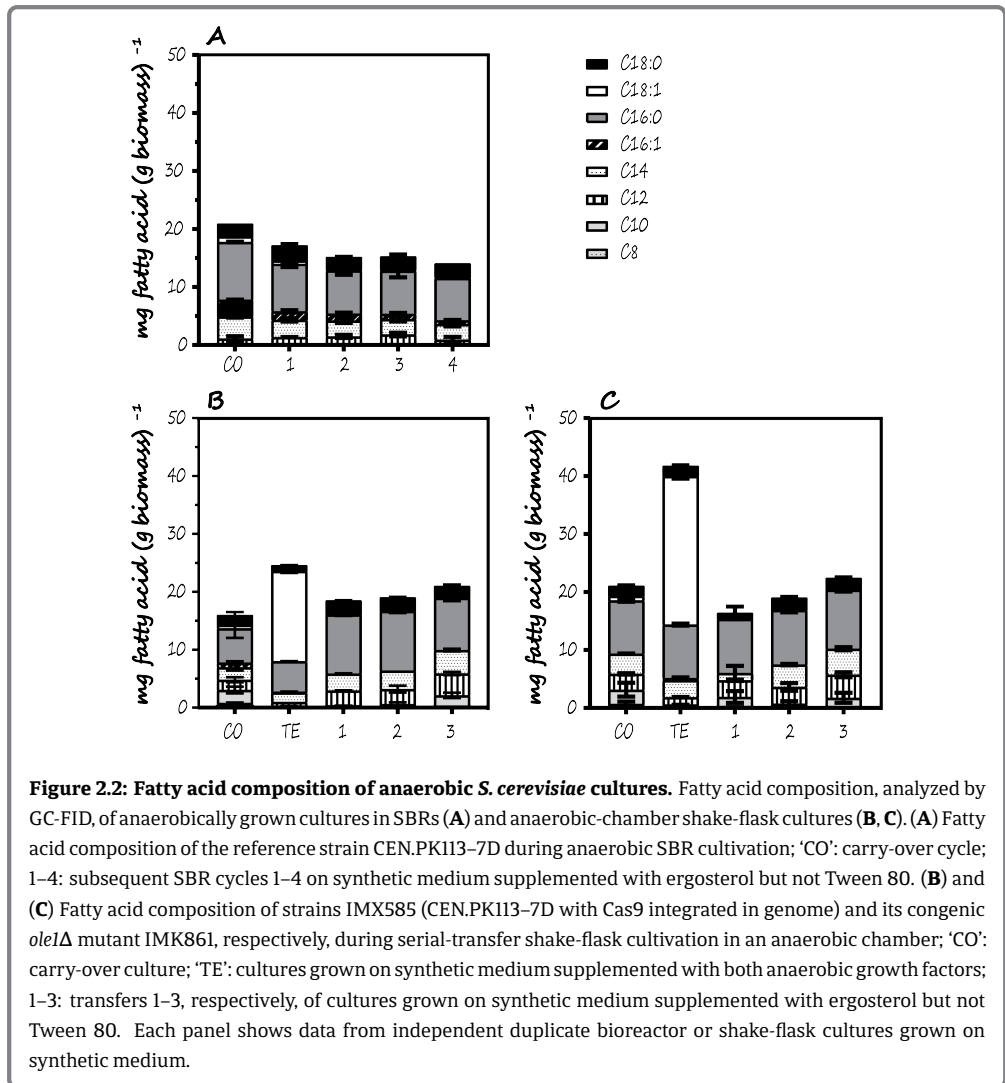 A
mg fatty acid (g biomass) -1
50
40
30
20
10
0
CO 1 2 3 4
C18:0
C18:1
C16:0
C16:1
C14
C12
C10
C8
B
mg fatty acid (g biomass) -1
50
40
30
20
10
0
CO TE 1 2 3
C
mg fatty acid (g biomass) -1
50
40
30
20
10
0
CO TE 1 2 3
Figure 2.2: Fatty acid composition of anaerobic S. cerevisiae cultures. Fatty acid composition, analyzed by
GC-FID, of anaerobically grown cultures in SBRs (A) and anaerobic-chamber shake-flask cultures (B, C). (A) Fatty
acid composition of the reference strain CEN.PK113–7D during anaerobic SBR cultivation; ‘CO’: carry-over cycle;
1–4: subsequent SBR cycles 1–4 on synthetic medium supplemented with ergosterol but not Tween 80. (B) and
(C) Fatty acid composition of strains IMX585 (CEN.PK113–7D with Cas9 integrated in genome) and its congenic
ole1Δ mutant IMK861, respectively, during serial-transfer shake-flask cultivation in an anaerobic chamber; ‘CO’:
carry-over culture; ‘TE’: cultures grown on synthetic medium supplemented with both anaerobic growth factors;
1–3: transfers 1–3, respectively, of cultures grown on synthetic medium supplemented with ergosterol but not
Tween 80. Each panel shows data from independent duplicate bioreactor or shake-flask cultures grown on
synthetic medium.